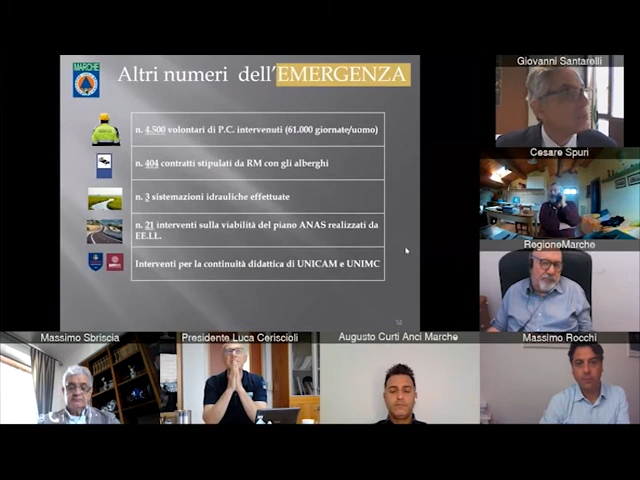 Altri numeri dell'EMERGENZA
MARCHE
n. 4.500 volontari di P.C. intervenuti (61.000 giornate/uomo)
n. 404 contratti stipulati da RM con gli alberghi
n. 3 sistemazioni idrauliche effettuate
n. 21 interventi sulla viabilità del piano ANAS realizzati da
EE.LL.
Interventi per la continuità didattica di UNICAM e UNIMC
Giovanni Santarelli
Cesare Spuri
RegioneMarche
Massimo Sbriscia
Presidente Luca Ceriscioli
Augusto Curti Anci Marche
Massimo Rocchi